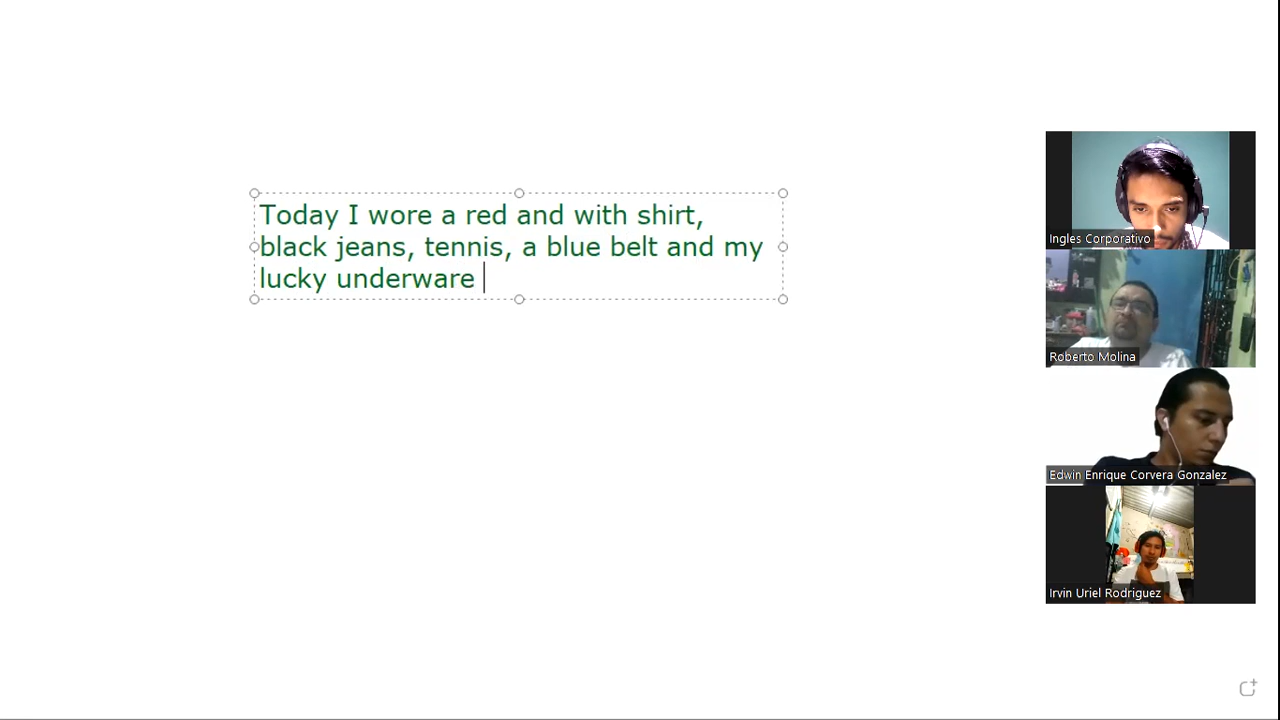 Today I wore a red and with shirt,
black jeans, tennis, a blue belt and my
lucky underware
Ingles Corporativo
Roberto Molina
Edwin Enrique Corvera Gonzalez
Irvin Uriel Rodriguez